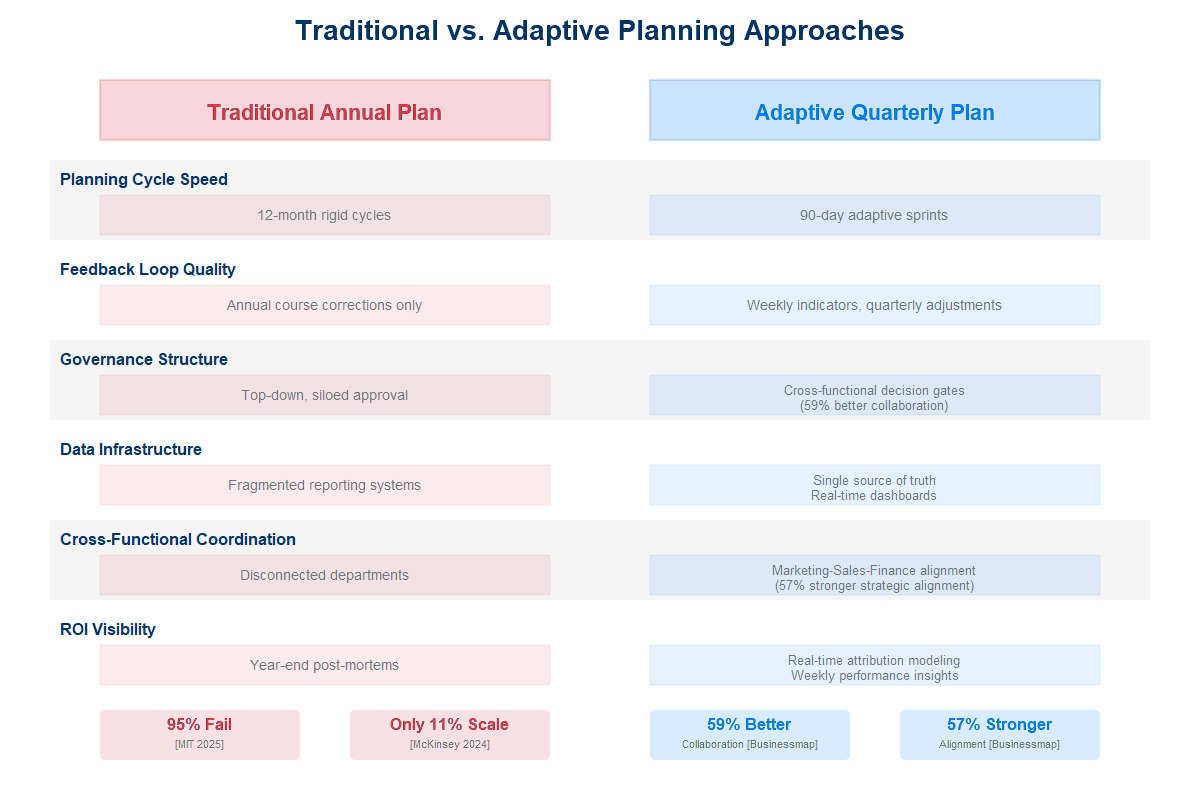 Traditional vs. Adaptive Planning Approaches
Traditional Annual Plan
Adaptive Quarterly Plan
Planning Cycle Speed
12-month rigid cycles
90-day adaptive sprints
Feedback Loop Quality
Annual course corrections only
Weekly indicators, quarterly adjustments
Governance Structure
Top-down, siloed approval
Cross-functional decision gates
(59% better collaboration)
Data Infrastructure
Fragmented reporting systems
Single source of truth
Real-time dashboards
Cross-Functional Coordination
Disconnected departments
Marketing-Sales-Finance alignment
(57% stronger strategic alignment)
ROI Visibility
Year-end post-mortems
Real-time attribution modeling
Weekly performance insights
95% Fail
[MIT 2025]
Only 11% Scale
[McKinsey 2024]
59% Better
Collaboration [Businessmap]
57% Stronger
Alignment [Businessmap]